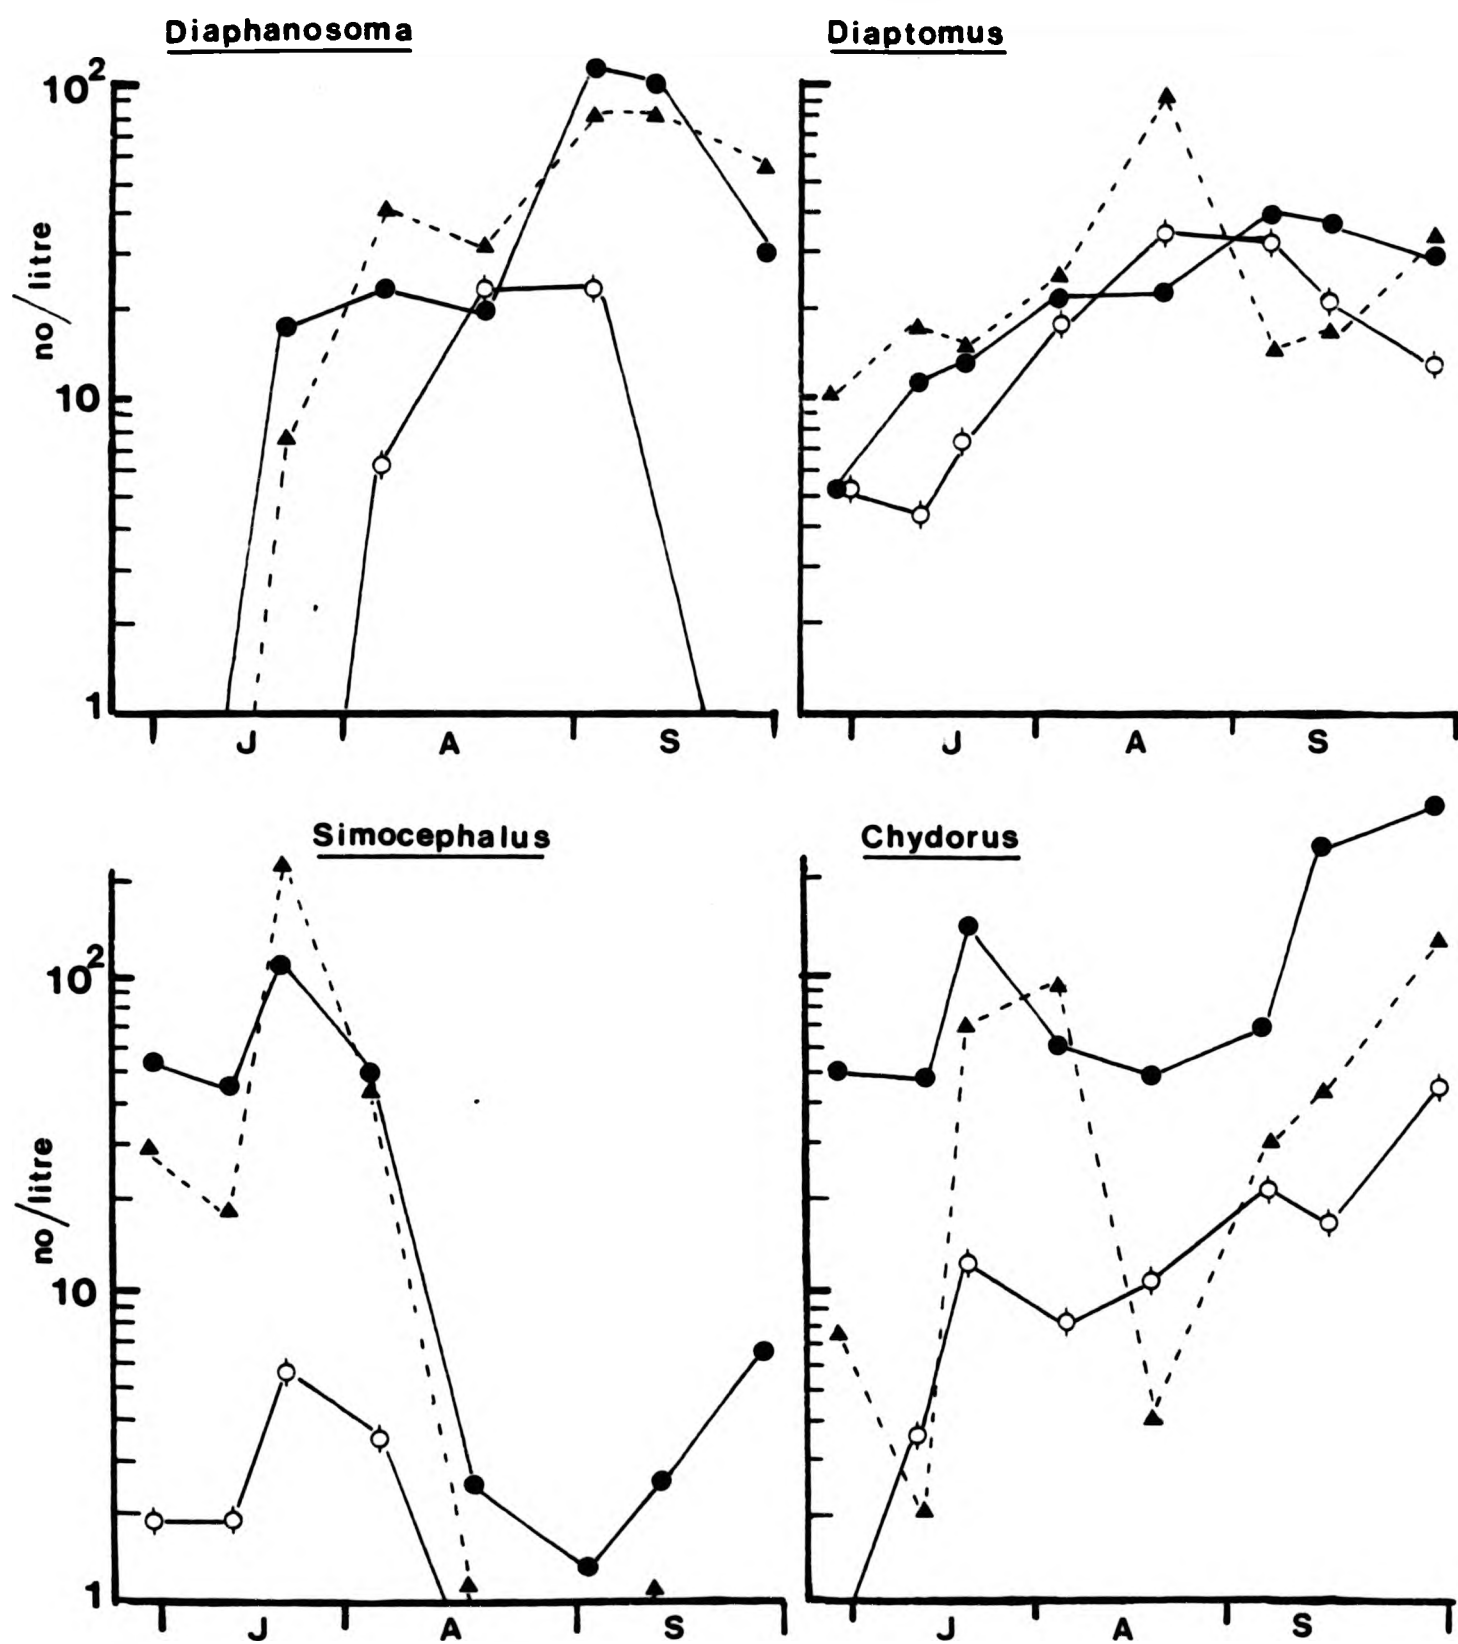 Diaphanosoma
Diaptomus
10²
no/litre
10
1
J A S
J A S
Simocephalus
Chydorus
10²
no/litre
10
1
J A S
J A S